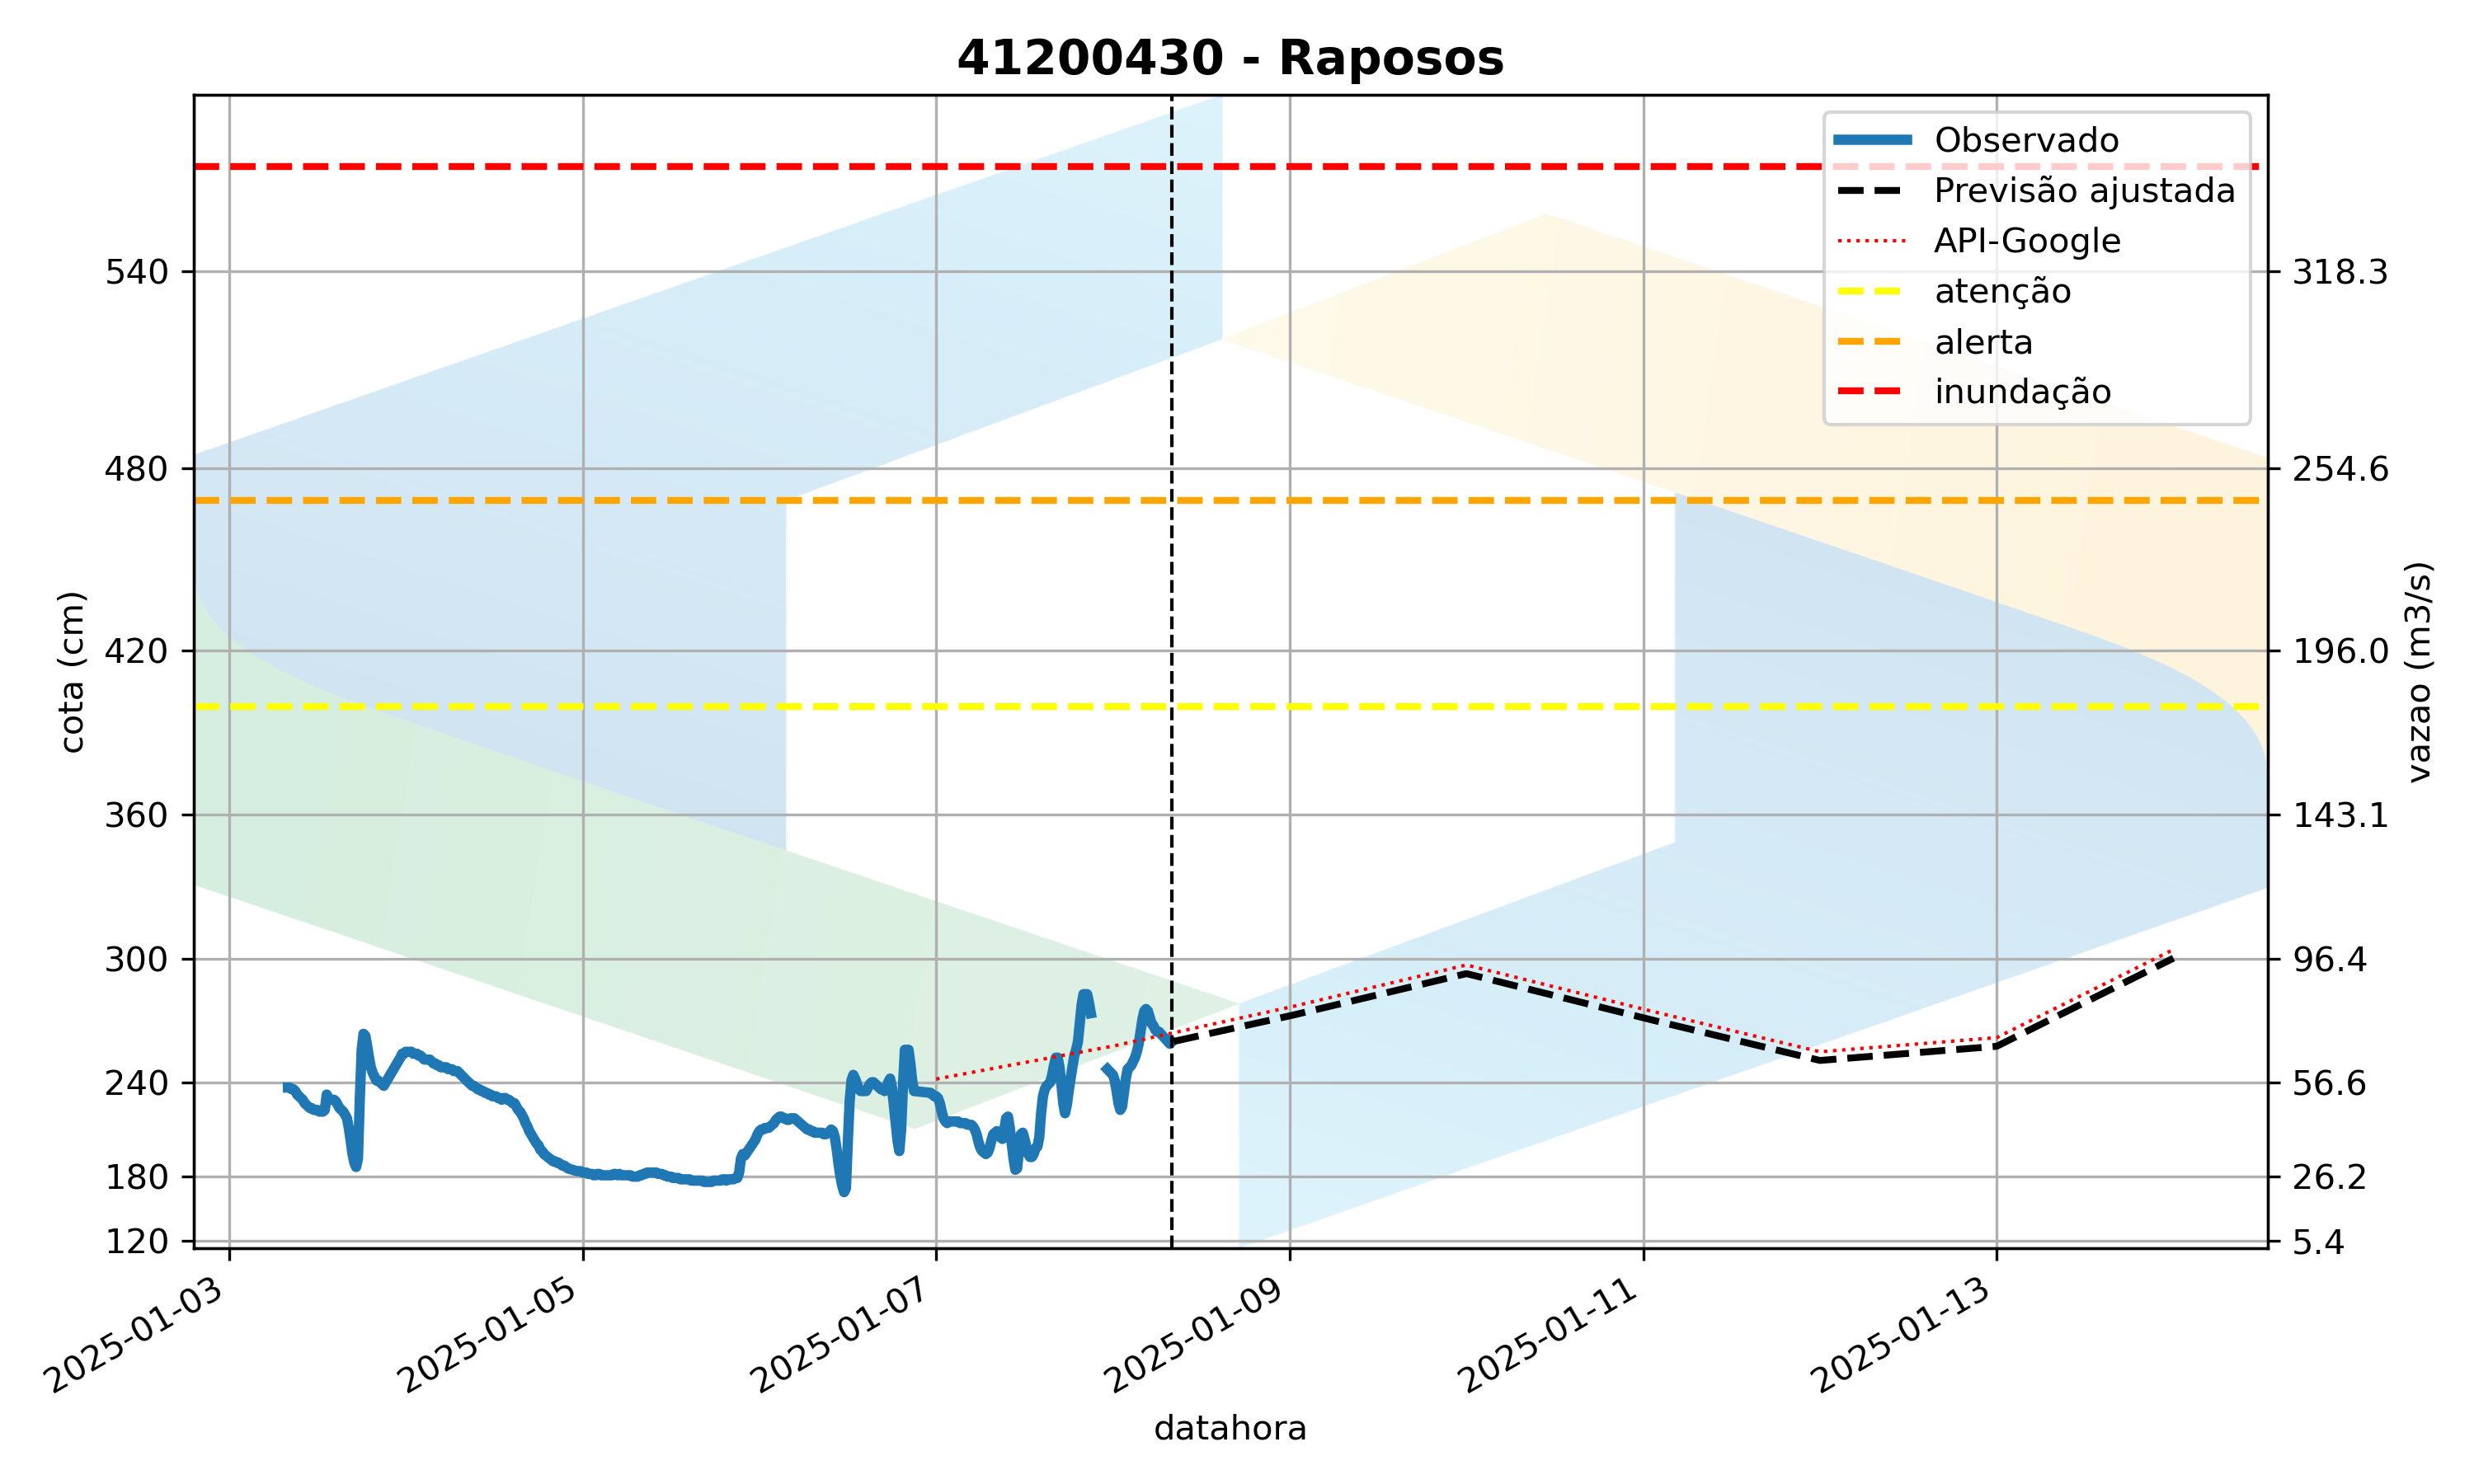 41200430 - Raposos
Observado
Previsão ajustada
API-Google
atenção
alerta
inundação
cota (cm)
540
480
420
360
300
240
180
120
318.3
254.6
196.0
143.1
96.4
56.6
26.2
5.4
vazao (m3/s)
2025-01-03
2025-01-05
2025-01-07
2025-01-09
2025-01-11
2025-01-13
datahora